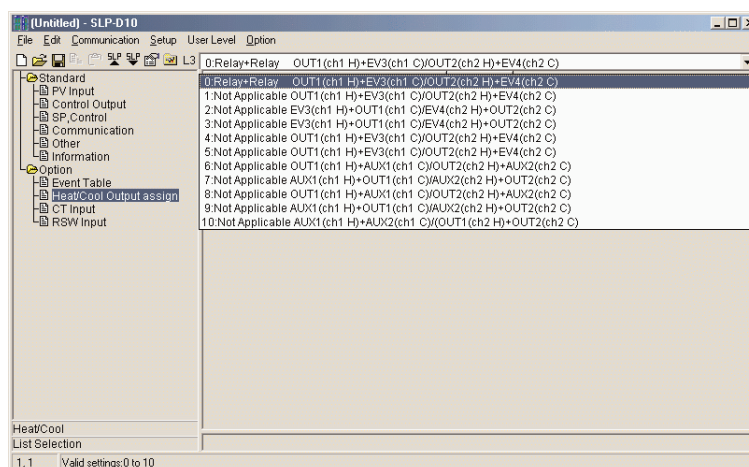 (Untitled) - SLP-D10
File Edit Communication Setup User Level Option
L3 0:Relay+Relay OUT1(ch1 H)+EV3(ch1 C)/OUT2(ch2 H)+EV4(ch2 C)
Standard
PV Input
Control Output
SP,Control
Communication
Other
Information
Option
Event Table
Heat/Cool Output assign
CT Input
RSW Input
0:Relay+Relay OUT1(ch1 H)+EV3(ch1 C)/OUT2(ch2 H)+EV4(ch2 C)
1:Not Applicable OUT1(ch1 H)+EV3(ch1 C)/OUT2(ch2 H)+EV4(ch2 C)
2:Not Applicable EV3(ch1 H)+OUT1(ch1 C)/EV4(ch2 H)+OUT2(ch2 C)
3:Not Applicable EV3(ch1 H)+OUT1(ch1 C)/EV4(ch2 H)+OUT2(ch2 C)
4:Not Applicable OUT1(ch1 H)+EV3(ch1 C)/OUT2(ch2 H)+EV4(ch2 C)
5:Not Applicable OUT1(ch1 H)+EV3(ch1 C)/OUT2(ch2 H)+EV4(ch2 C)
6:Not Applicable OUT1(ch1 H)+AUX1(ch1 C)/OUT2(ch2 H)+AUX2(ch2 C)
7:Not Applicable AUX1(ch1 H)+OUT1(ch1 C)/AUX2(ch2 H)+OUT2(ch2 C)
8:Not Applicable OUT1(ch1 H)+AUX1(ch1 C)/OUT2(ch2 H)+AUX2(ch2 C)
9:Not Applicable AUX1(ch1 H)+OUT1(ch1 C)/AUX2(ch2 H)+OUT2(ch2 C)
10:Not Applicable AUX1(ch1 H)+AUX2(ch1 C)/(OUT1(ch2 H)+OUT2(ch2 C)
Heat/Cool
List Selection
1, 1 Valid settings:0 to 10